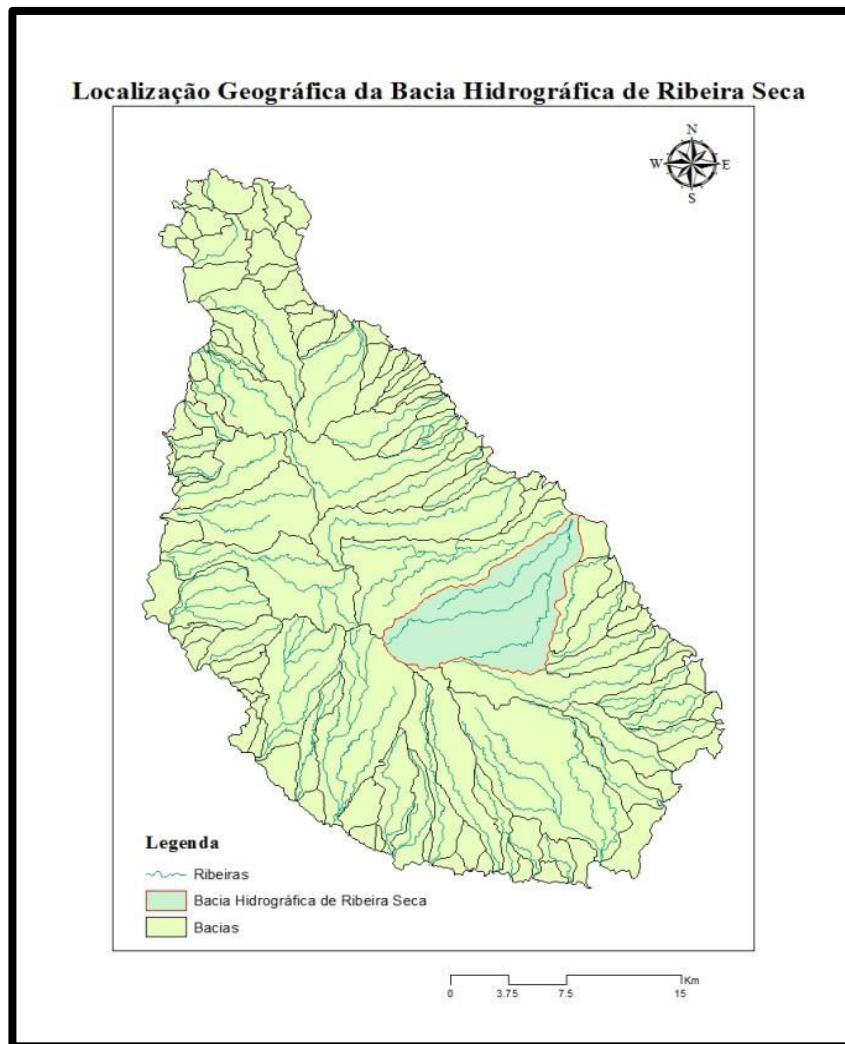 Localização Geográfica da Bacia Hidrográfica de Ribeira Seca
N
W E
S
Legenda
Ribeiras
Bacia Hidrográfica de Ribeira Seca
Bacias
Km
0 3.75 7.5 15